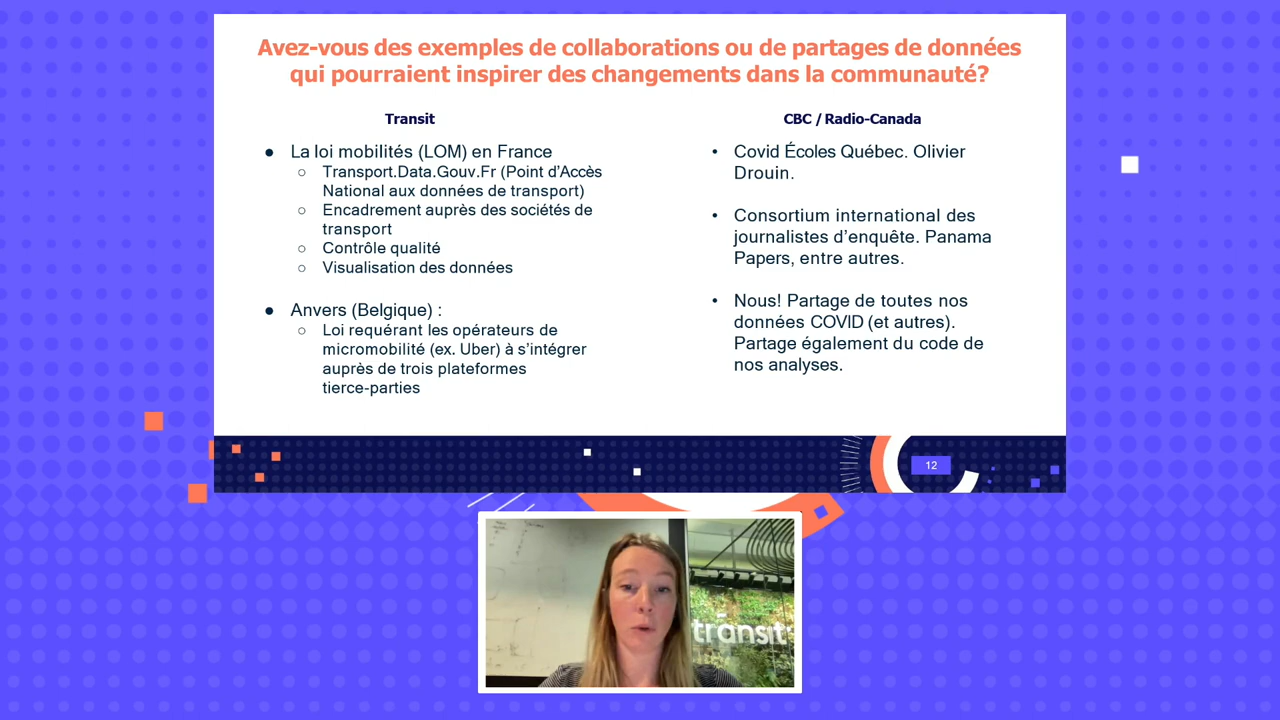 Avez-vous des exemples de collaborations ou de partages de données
qui pourraient inspirer des changements dans la communauté?
Transit
● La loi mobilités (LOM) en France
○ Transport.Data.Gouv.Fr (Point d'Accès
National aux données de transport)
○ Encadrement auprès des sociétés de
transport
○ Contrôle qualité
○ Visualisation des données
● Anvers (Belgique) :
○ Loi requérant les opérateurs de
micromobilité (ex. Uber) à s'intégrer
auprès de trois plateformes
tierce-parties
CBC / Radio-Canada
• Covid Écoles Québec. Olivier
Drouin.
• Consortium international des
journalistes d'enquête. Panama
Papers, entre autres.
• Nous! Partage de toutes nos
données COVID (et autres).
Partage également du code de
nos analyses.
12
transit